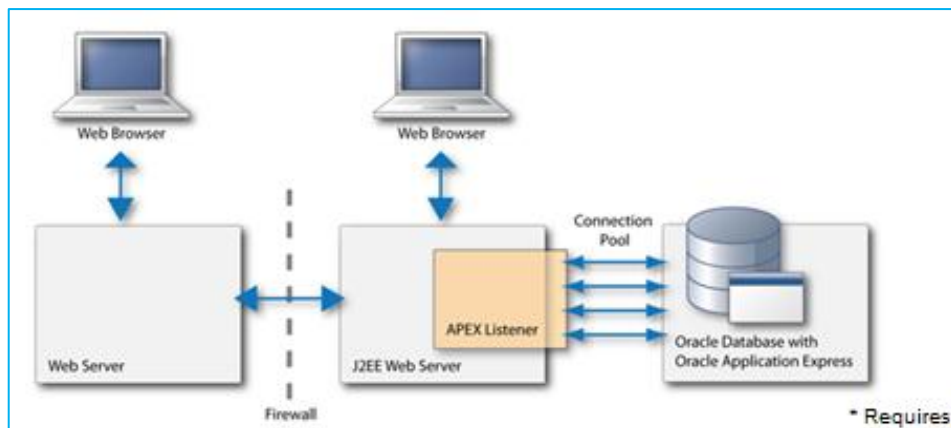 Web Browser
Web Browser
Connection
Pool
APEX Listener
Web Server
J2EE Web Server
Oracle Database with
Oracle Application Express
Firewall
* Requires